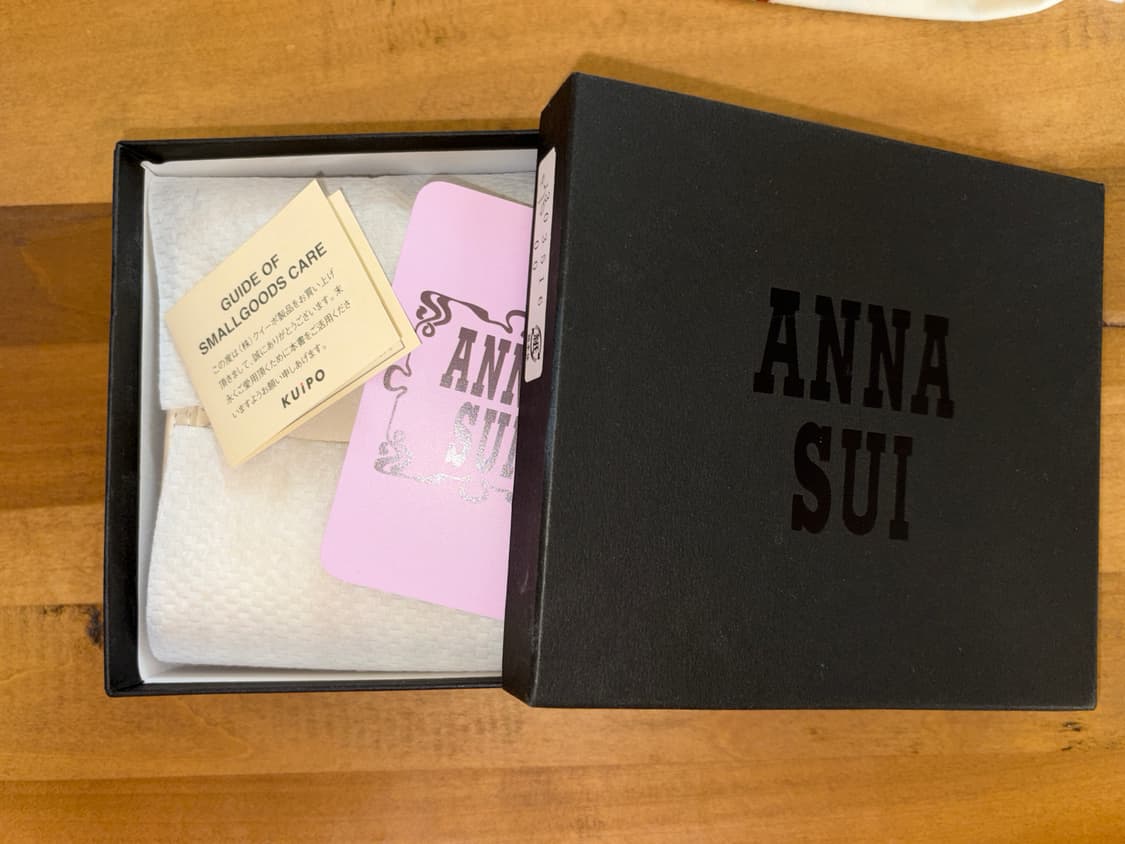 GUIDE OF
SMALLGOODS CARE
この度は(株)クイーポ製品をお買い上げ
頂きまして、誠にありがとうございます。末
永くご愛用頂くために本書をご活用くださ
いますようお願い申しあげます。
KUIPO
ANNA
SUI
ANNA
SUI